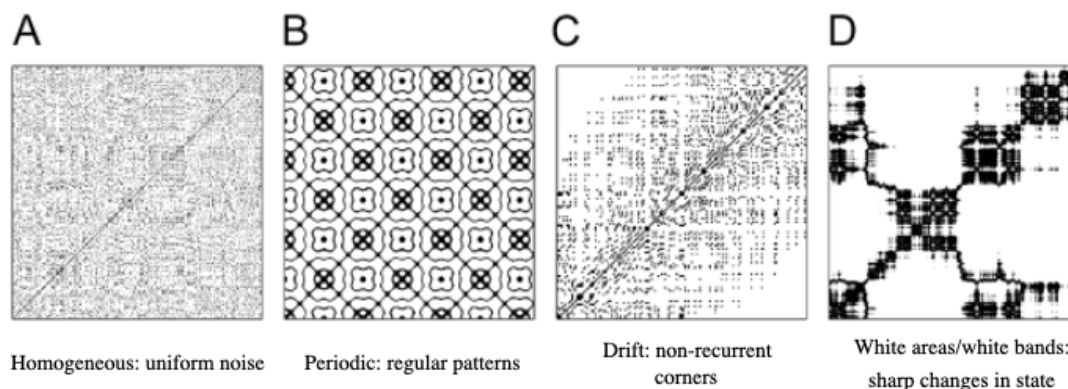 A
B
C
D
Homogeneous: uniform noise
Periodic: regular patterns
Drift: non-recurrent
corners
White areas/white bands:
sharp changes in state